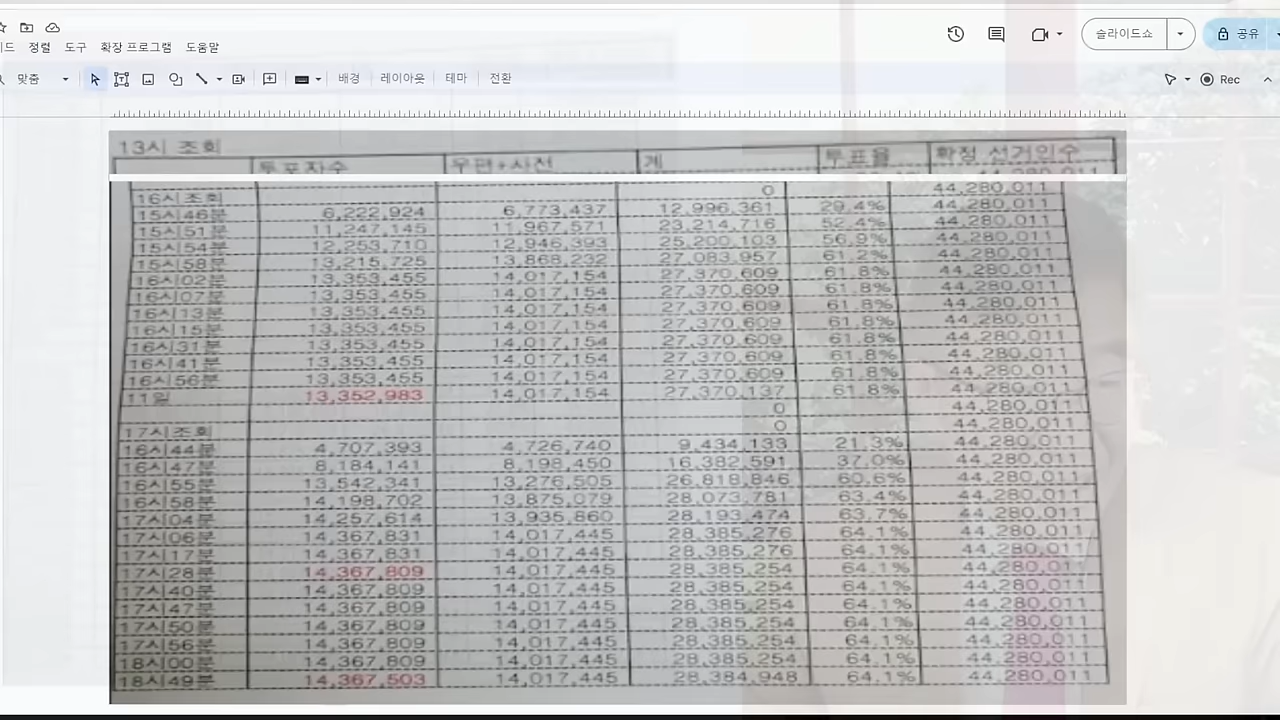 정렬 도구 확장 프로그램 도움말
슬라이드쇼 공유
맞춤 배경 레이아웃 테마 전환 Rec
13시 조회
투표자수 우편+사전 계 투표율 확정 선거인수
16시조회 0 44,280,011
15시46분 6,222,924 6,773,437 12,996,361 29.4% 44,280,011
15시51분 11,247,145 11,967,571 23,214,716 52.4% 44,280,011
15시54분 12,253,710 12,946,393 25,200,103 56.9% 44,280,011
15시58분 13,215,725 13,868,232 27,083,957 61.2% 44,280,011
16시02분 13,353,455 14,017,154 27,370,609 61.8% 44,280,011
16시07분 13,353,455 14,017,154 27,370,609 61.8% 44,280,011
16시13분 13,353,455 14,017,154 27,370,609 61.8% 44,280,011
16시15분 13,353,455 14,017,154 27,370,609 61.8% 44,280,011
16시31분 13,353,455 14,017,154 27,370,609 61.8% 44,280,011
16시41분 13,353,455 14,017,154 27,370,609 61.8% 44,280,011
16시56분 13,353,455 14,017,154 27,370,609 61.8% 44,280,011
11일 13,352,983 14,017,154 27,370,137 61.8% 44,280,011
0 44,280,011
17시조회 0 44,280,011
16시44분 4,707,393 4,726,740 9,434,133 21.3% 44,280,011
16시47분 8,184,141 8,198,450 16,382,591 37.0% 44,280,011
16시55분 13,542,341 13,276,505 26,818,846 60.6% 44,280,011
16시58분 14,198,702 13,875,079 28,073,781 63.4% 44,280,011
17시04분 14,257,614 13,935,860 28,193,474 63.7% 44,280,011
17시06분 14,367,831 14,017,445 28,385,276 64.1% 44,280,011
17시17분 14,367,831 14,017,445 28,385,276 64.1% 44,280,011
17시28분 14,367,809 14,017,445 28,385,254 64.1% 44,280,011
17시40분 14,367,809 14,017,445 28,385,254 64.1% 44,280,011
17시47분 14,367,809 14,017,445 28,385,254 64.1% 44,280,011
17시50분 14,367,809 14,017,445 28,385,254 64.1% 44,280,011
17시56분 14,367,809 14,017,445 28,385,254 64.1% 44,280,011
18시00분 14,367,809 14,017,445 28,385,254 64.1% 44,280,011
18시49분 14,367,503 14,017,445 28,384,948 64.1% 44,280,011